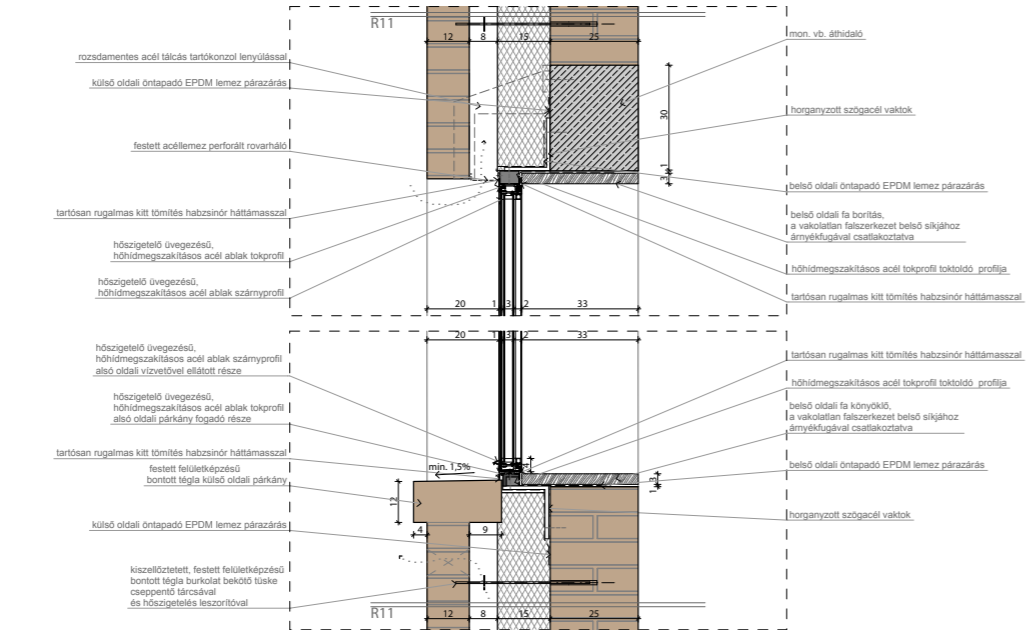 R11
12 8 15 25
rozsdamentes acél tálcás tartókonzol lenyúlással
külső oldali öntapadó EPDM lemez párazárás
festett acéllemez perforált rovarháló
tartósan rugalmas kitt tömítés habzsinór háttámasszal
hőszigetelő üvegezésű,
hőhídmegszakításos acél ablak tokprofil
hőszigetelő üvegezésű,
hőhídmegszakításos acél ablak szárnyprofil
mon. vb. áthidaló
30
horganyzott szögacél vaktok
1
3
belső oldali öntapadó EPDM lemez párazárás
belső oldali fa borítás,
a vakolatlan falszerkezet belső síkjához
árnyékfugával csatlakoztatva
hőhídmegszakításos acél tokprofil toktoldó profilja
tartósan rugalmas kitt tömítés habzsinór háttámasszal
20 1 3 2 33
20 1 3 2 33
hőszigetelő üvegezésű,
hőhídmegszakításos acél ablak szárnyprofil
alsó oldali vízvetővel ellátott része
hőszigetelő üvegezésű,
hőhídmegszakításos acél ablak tokprofil
alsó oldali párkány fogadó része
tartósan rugalmas kitt tömítés habzsinór háttámasszal
festett felületképzésű
bontott tégla külső oldali párkány
min. 1,5%
4
12
4 9
külső oldali öntapadó EPDM lemez párazárás
kiszellőztetett, festett felületképzésű
bontott tégla burkolat bekötő tüske
cseppentő tárcsával
és hőszigetelés leszorítóval
tartósan rugalmas kitt tömítés habzsinór háttámasszal
hőhídmegszakításos acél tokprofil toktoldó profilja
belső oldali fa könyöklő,
a vakolatlan falszerkezet belső síkjához
árnyékfugával csatlakoztatva
belső oldali öntapadó EPDM lemez párazárás
3
1
horganyzott szögacél vaktok
R11
12 8 15 25